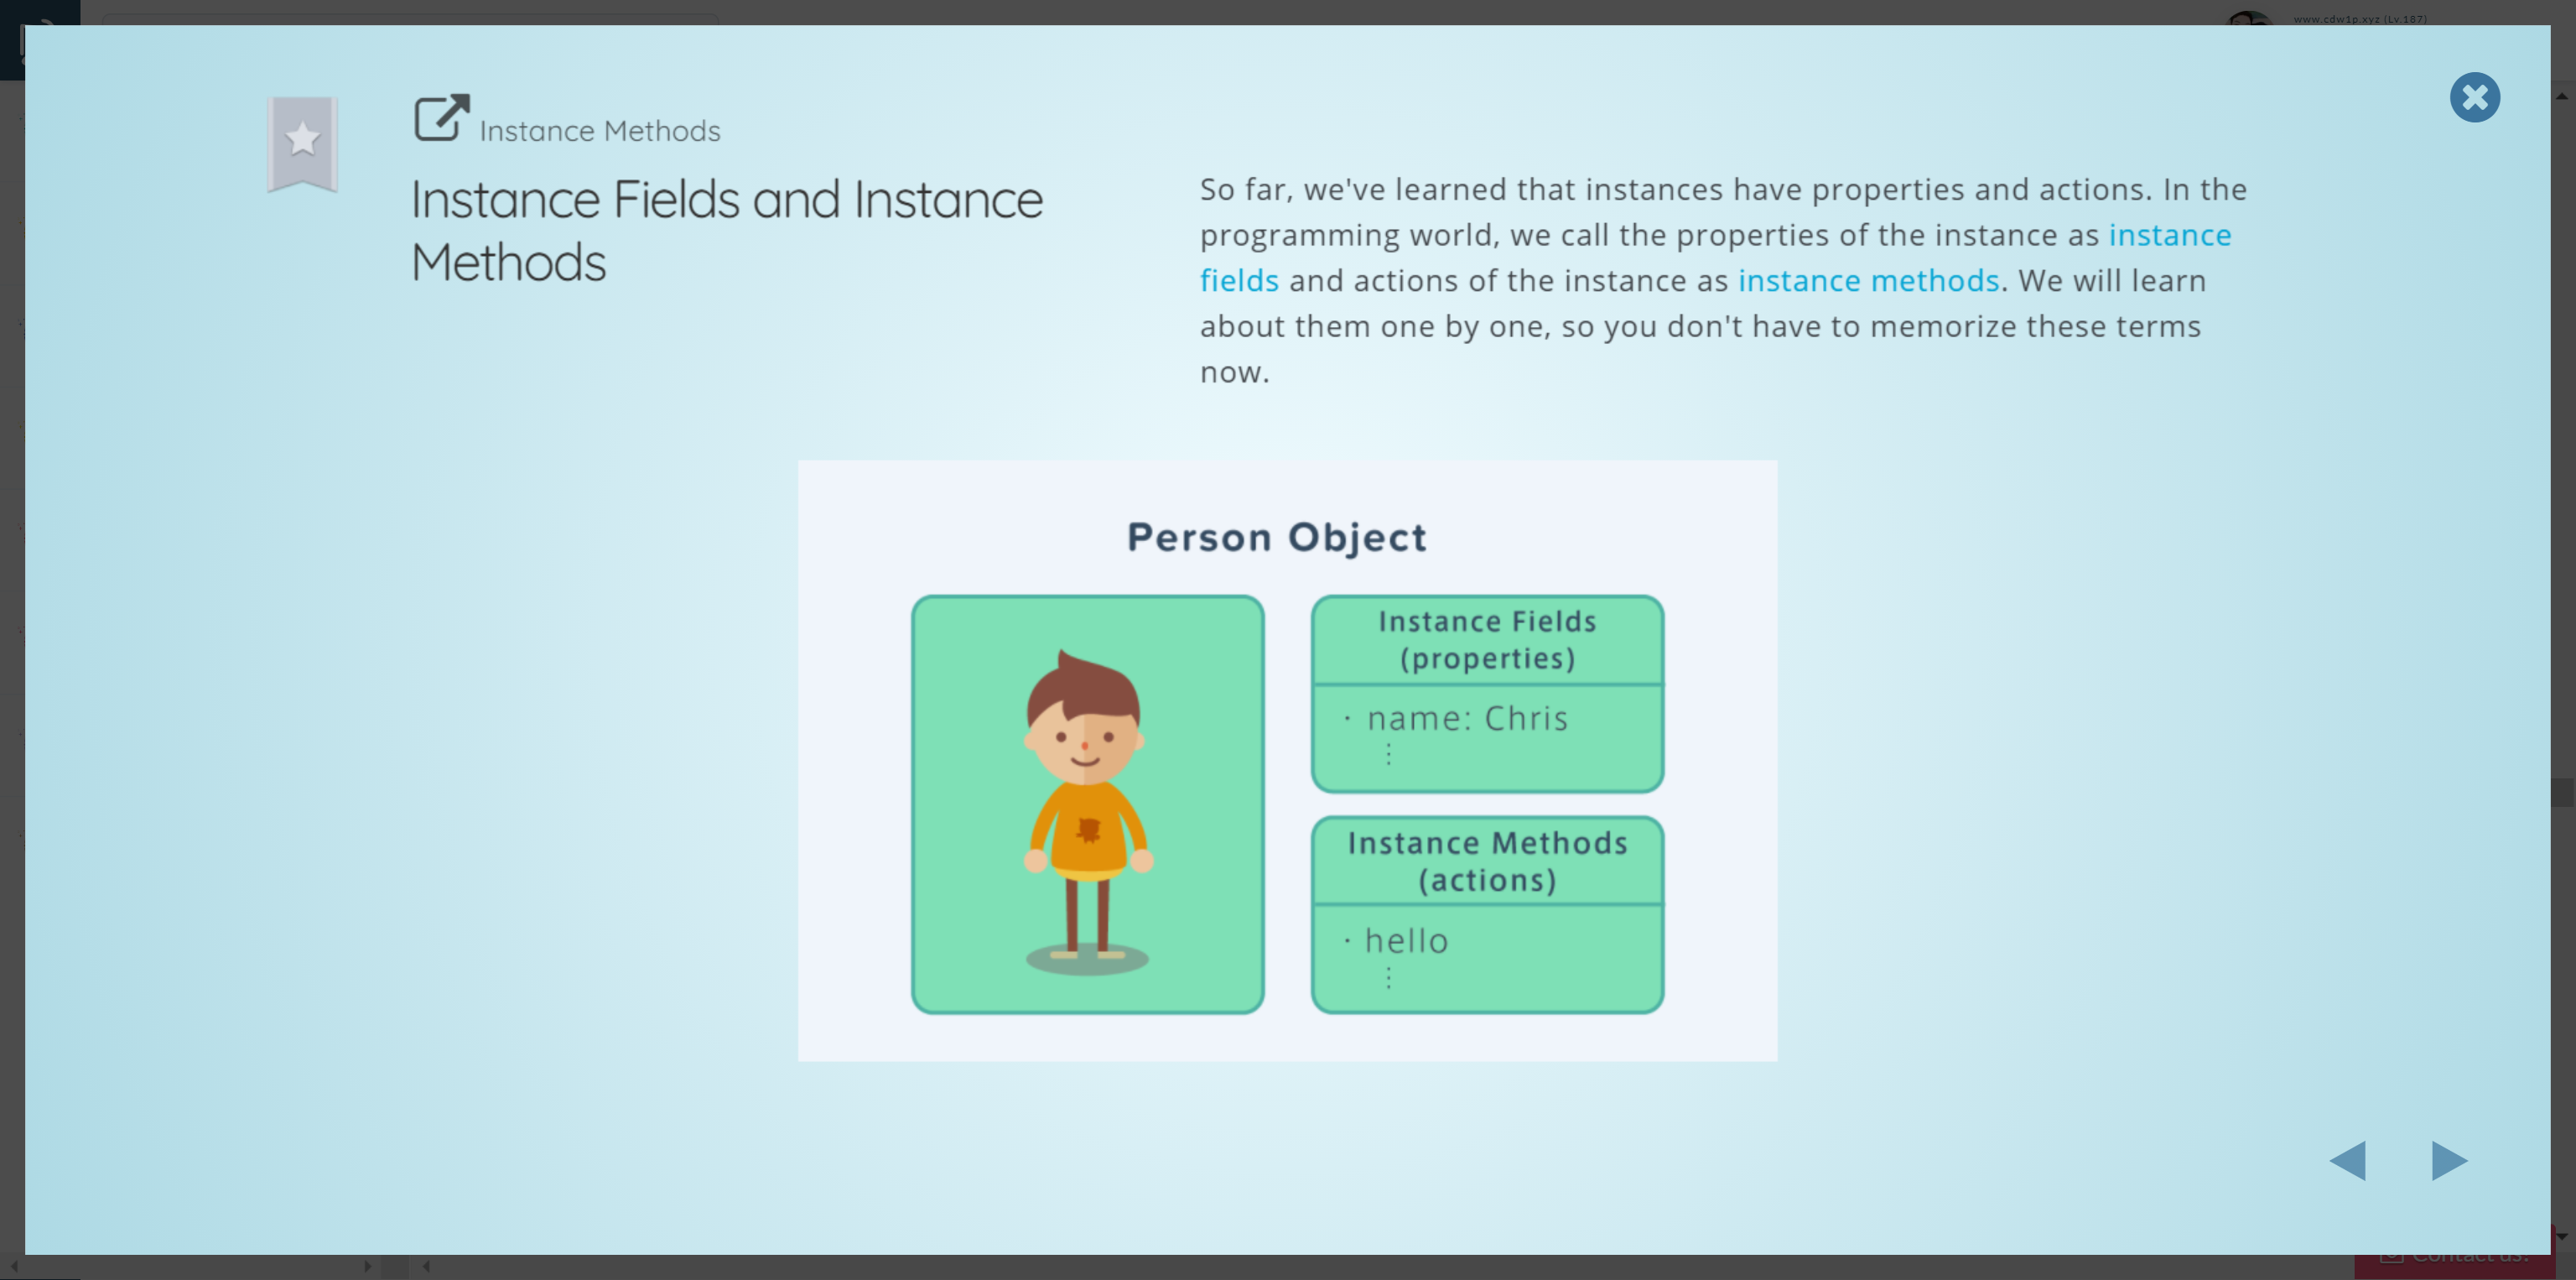 www.cdw1p.xyz (Lv.187)
Instance Methods
Instance Fields and Instance
Methods
So far, we've learned that instances have properties and actions. In the
programming world, we call the properties of the instance as instance
fields and actions of the instance as instance methods. We will learn
about them one by one, so you don't have to memorize these terms
now.
Person Object
Instance Fields
(properties)
· name: Chris
⋮
Instance Methods
(actions)
· hello
⋮
Contact us!